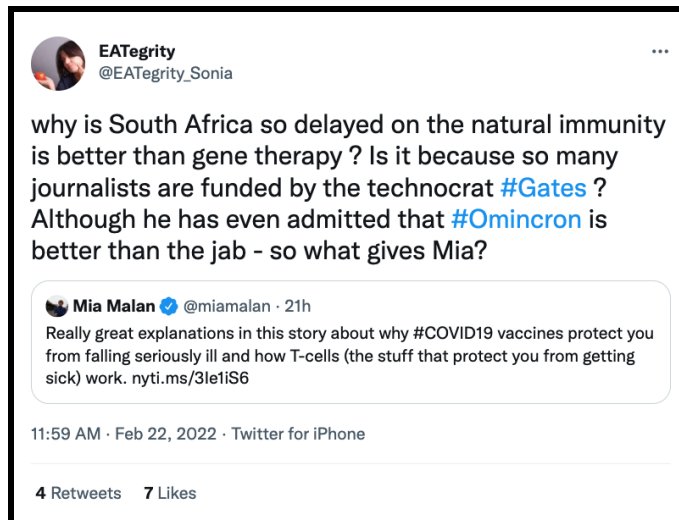 EATegrity
@EATegrity_Sonia
why is South Africa so delayed on the natural immunity
is better than gene therapy ? Is it because so many
journalists are funded by the technocrat #Gates ?
Although he has even admitted that #Omincron is
better than the jab - so what gives Mia?
Mia Malan @miamalan · 21h
Really great explanations in this story about why #COVID19 vaccines protect you
from falling seriously ill and how T-cells (the stuff that protect you from getting
sick) work. nyti.ms/3Ie1iS6
11:59 AM · Feb 22, 2022 · Twitter for iPhone
4 Retweets 7 Likes